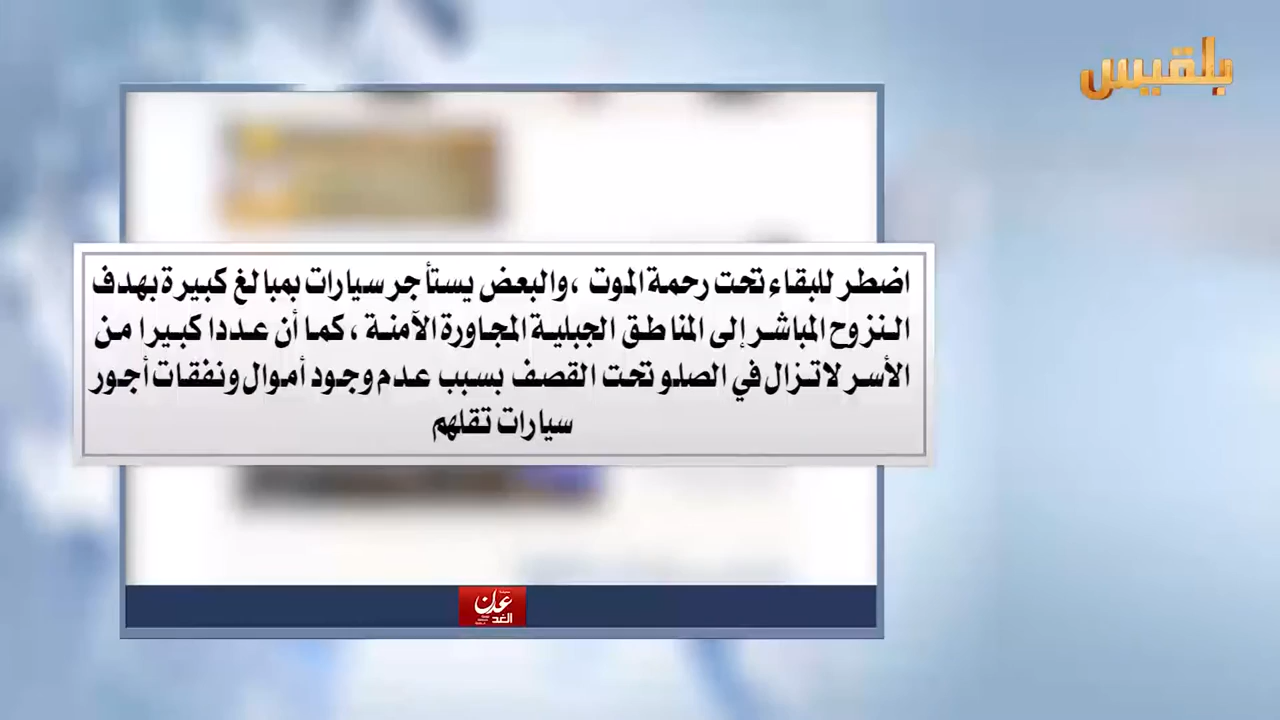 بلقيس
اضطر للبقاء تحت رحمة الموت ، والبعض يستأجر سيارات بمبالغ كبيرة بهدف
النزوح المباشر إلى المناطق الجبلية المجاورة الآمنة ، كما أن عددا كبيرا من
الأسر لاتزال في الصلو تحت القصف بسبب عدم وجود أموال ونفقات أجور
سيارات تقلهم
عدن
الغد